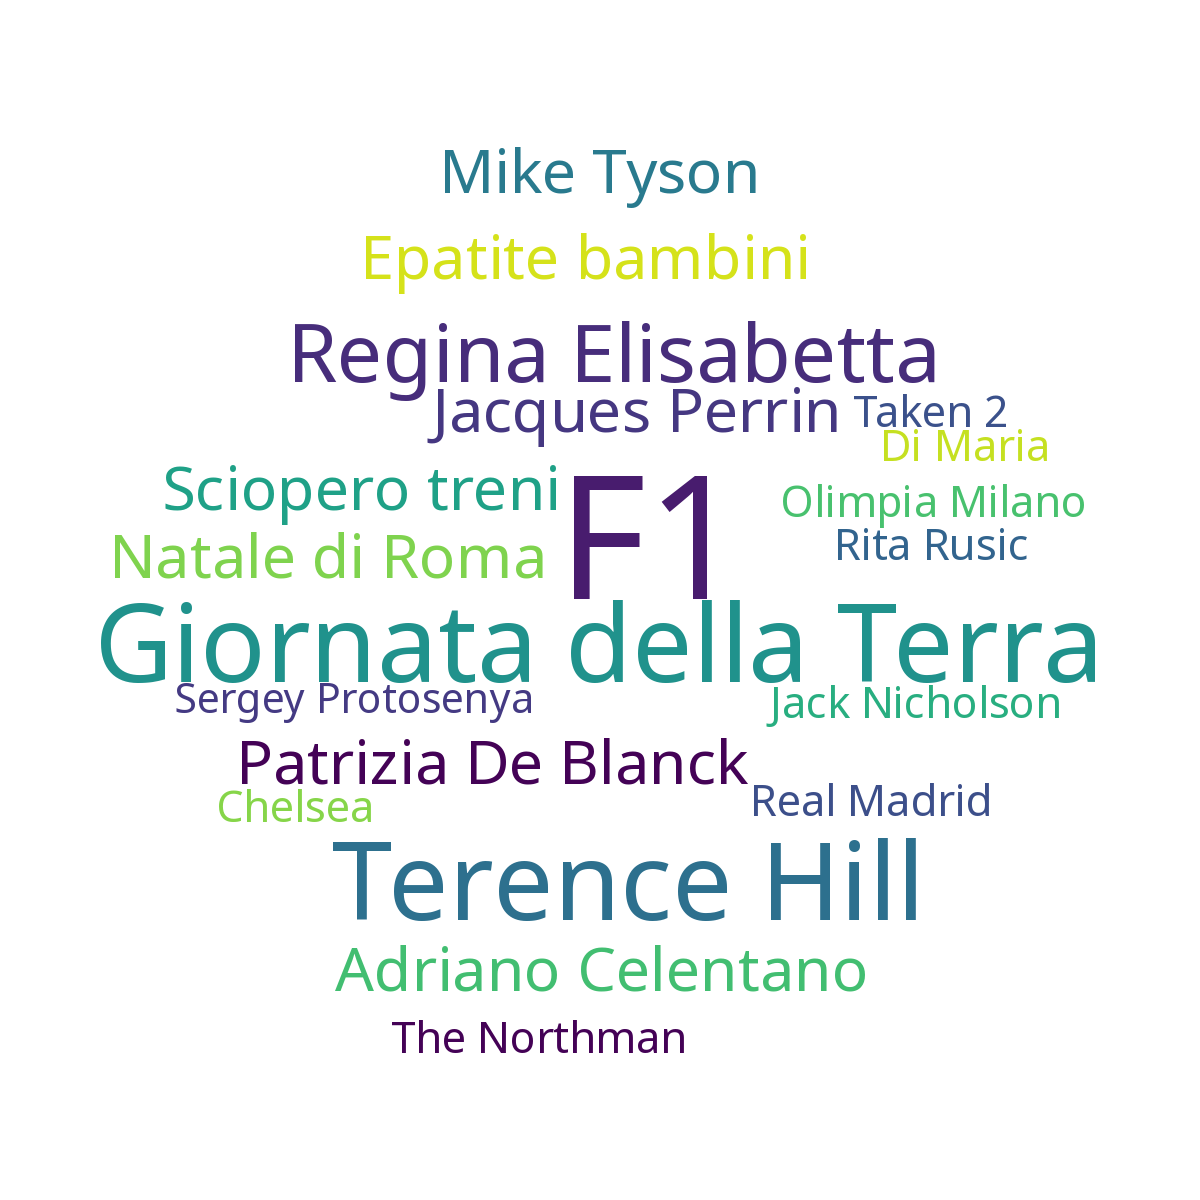 Mike Tyson
Epatite bambini
Regina Elisabetta
Jacques Perrin
Taken 2
Di Maria
Sciopero treni
F1
Olimpia Milano
Rita Rusic
Natale di Roma
Giornata della Terra
Sergey Protosenya
Jack Nicholson
Patrizia De Blanck
Chelsea
Real Madrid
Terence Hill
Adriano Celentano
The Northman